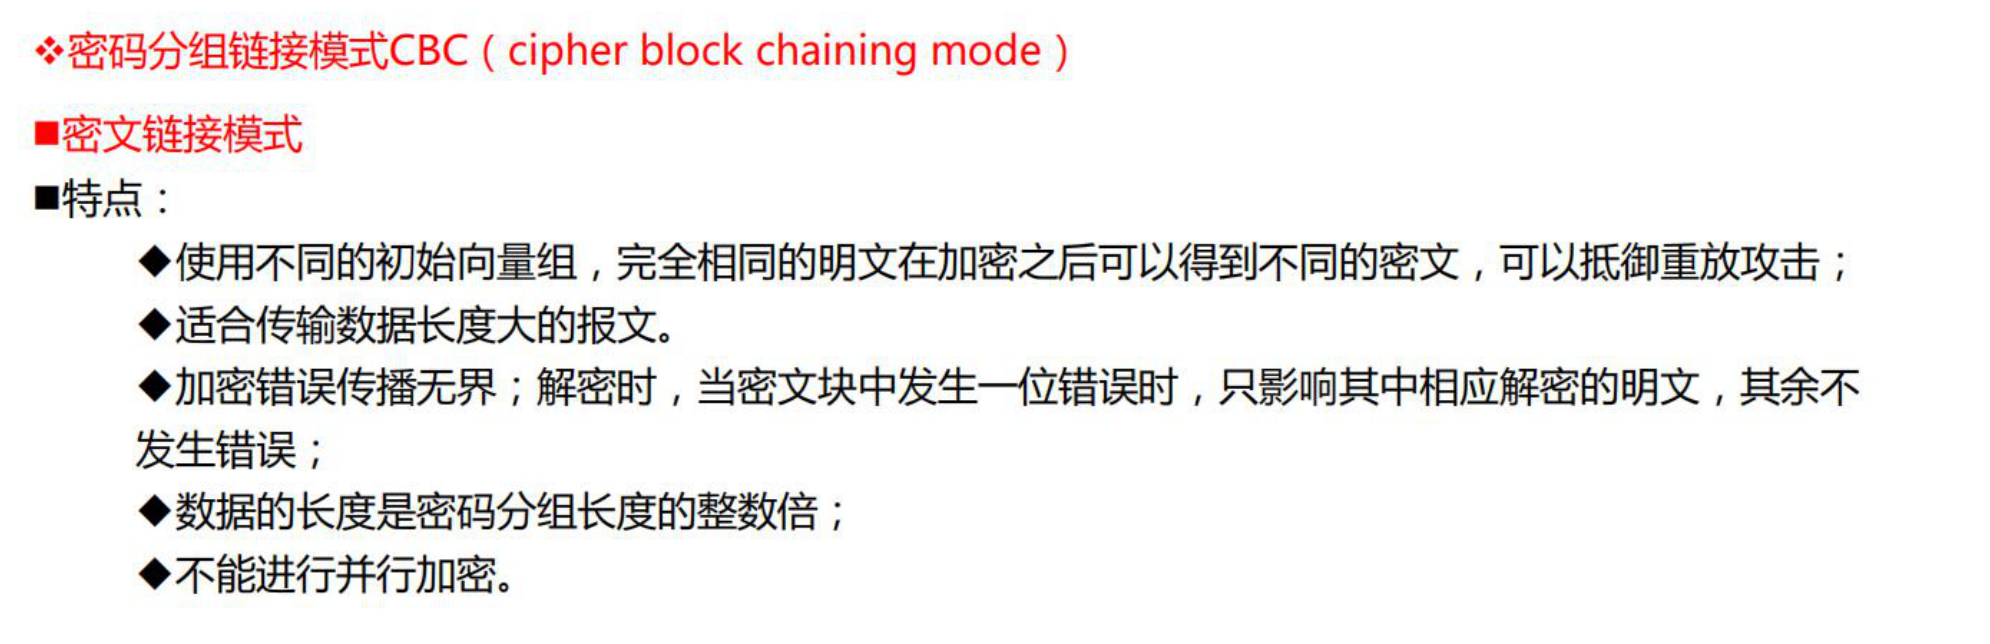 ❖密码分组链接模式CBC（cipher block chaining mode）
■密文链接模式
■特点：
◆使用不同的初始向量组，完全相同的明文在加密之后可以得到不同的密文，可以抵御重放攻击；
◆适合传输数据长度大的报文。
◆加密错误传播无界；解密时，当密文块中发生一位错误时，只影响其中相应解密的明文，其余不
发生错误；
◆数据的长度是密码分组长度的整数倍；
◆不能进行并行加密。